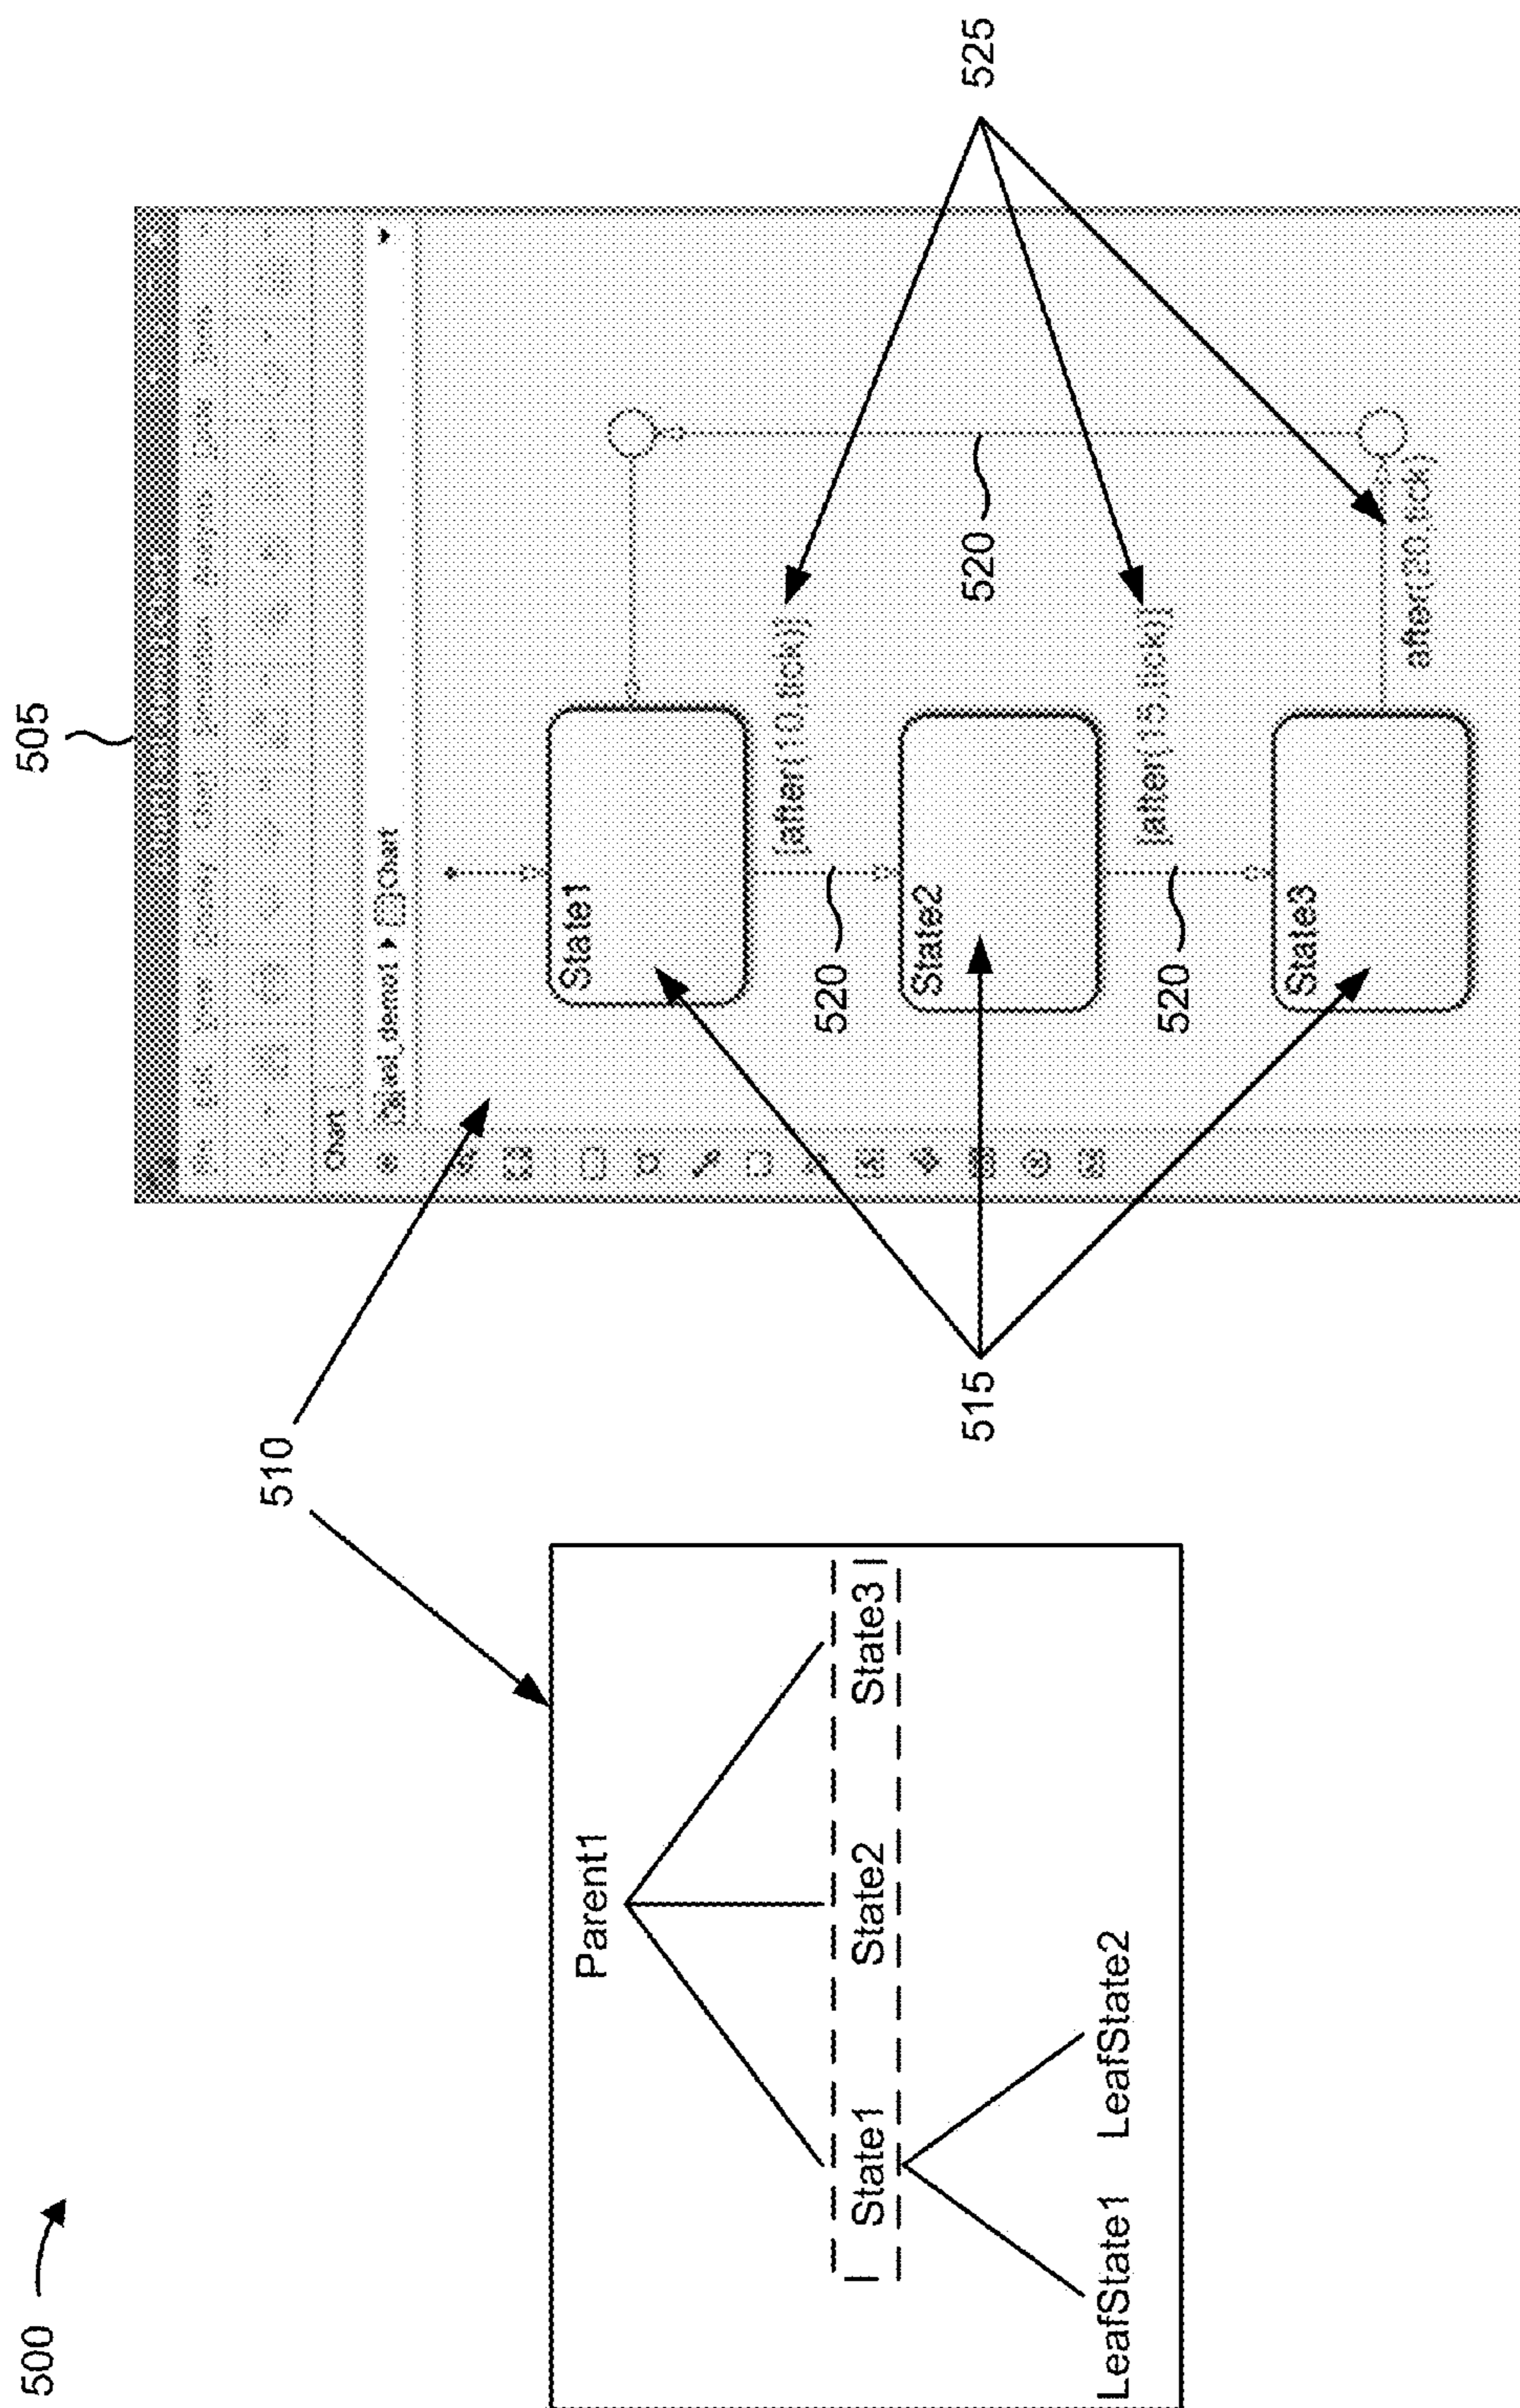 500
505
510
Parent1
State1 State2 State3
LeafState1 LeafState2
Chart
Chart
State1
[after(10,tick)]
520
State2
515
520
525
[after(15,tick)]
520
State3
after(20,tick)